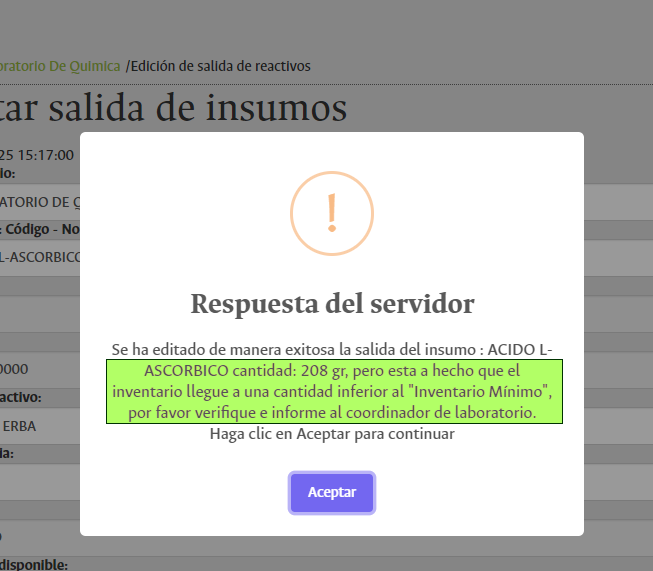 oratorio De Quimica /Edición de salida de reactivos
tar salida de insumos
25 15:17:00
io:
ATORIO DE Q
: Código - No
L-ASCORBICO
!
Respuesta del servidor
Se ha editado de manera exitosa la salida del insumo : ACIDO L-
ASCORBICO cantidad: 208 gr, pero esta a hecho que el
inventario llegue a una cantidad inferior al "Inventario Mínimo",
por favor verifique e informe al coordinador de laboratorio.
Haga clic en Aceptar para continuar
0000
activo:
ERBA
ia:
Aceptar
disponible: